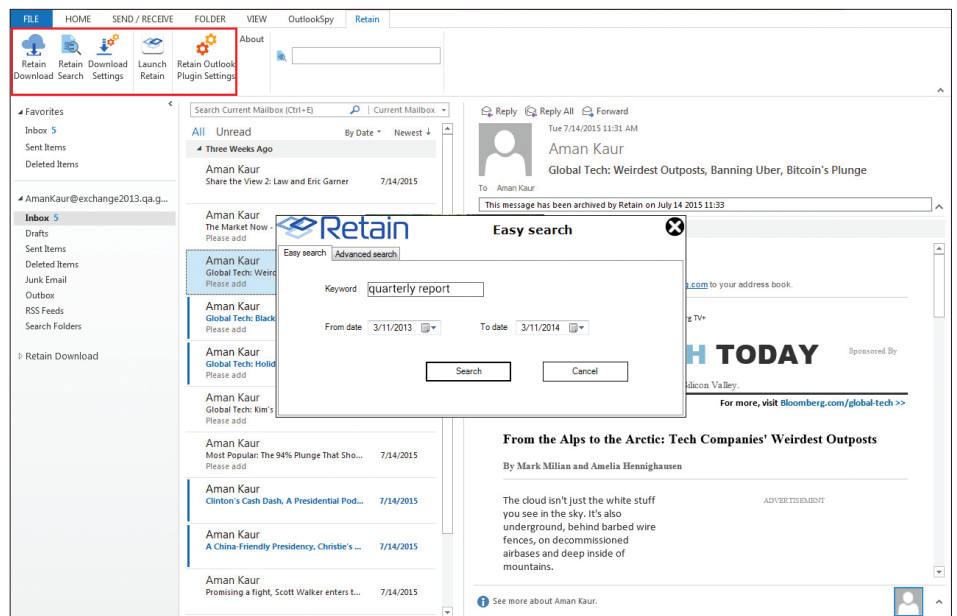 FILE HOME SEND / RECEIVE FOLDER VIEW OutlookSpy Retain
Retain Download
Retain Search
Download Settings
Launch Retain
Retain Outlook Plugin Settings
About
Favorites
Inbox 5
Sent Items
Deleted Items
AmanKaur@exchange2013.qa.g...
Inbox 5
Drafts
Sent Items
Deleted Items
Junk Email
Outbox
RSS Feeds
Search Folders
Retain Download
Search Current Mailbox (Ctrl+E) Current Mailbox
All Unread By Date Newest ↓
Three Weeks Ago
Aman Kaur
Share the View 2: Law and Eric Garner 7/14/2015
Aman Kaur
The Market Now -
Please add
Aman Kaur
Global Tech: Weird
Please add
Aman Kaur
Global Tech: Black
Please add
Aman Kaur
Global Tech: Holid
Please add
Aman Kaur
Global Tech: Kim's
Please add
Aman Kaur
Most Popular: The 94% Plunge That Sho... 7/14/2015
Please add
Aman Kaur
Clinton's Cash Dash, A Presidential Pod... 7/14/2015
Aman Kaur
A China-Friendly Presidency, Christie's ... 7/14/2015
Aman Kaur
Promising a fight, Scott Walker enters t... 7/14/2015
Retain Easy search
Easy search Advanced search
Keyword quarterly report
From date 3/11/2013 To date 3/11/2014
Search Cancel
Reply Reply All Forward
Tue 7/14/2015 11:31 AM
Aman Kaur
Global Tech: Weirdest Outposts, Banning Uber, Bitcoin's Plunge
To Aman Kaur
This message has been archived by Retain on July 14 2015 11:33
.com to your address book.
rg TV+
H TODAY Sponsored By
Silicon Valley.
For more, visit Bloomberg.com/global-tech >>
From the Alps to the Arctic: Tech Companies' Weirdest Outposts
By Mark Milian and Amelia Hennighausen
The cloud isn't just the white stuff
you see in the sky. It's also
underground, behind barbed wire
fences, on decommissioned
airbases and deep inside of
mountains.
ADVERTISEMENT
See more about Aman Kaur.